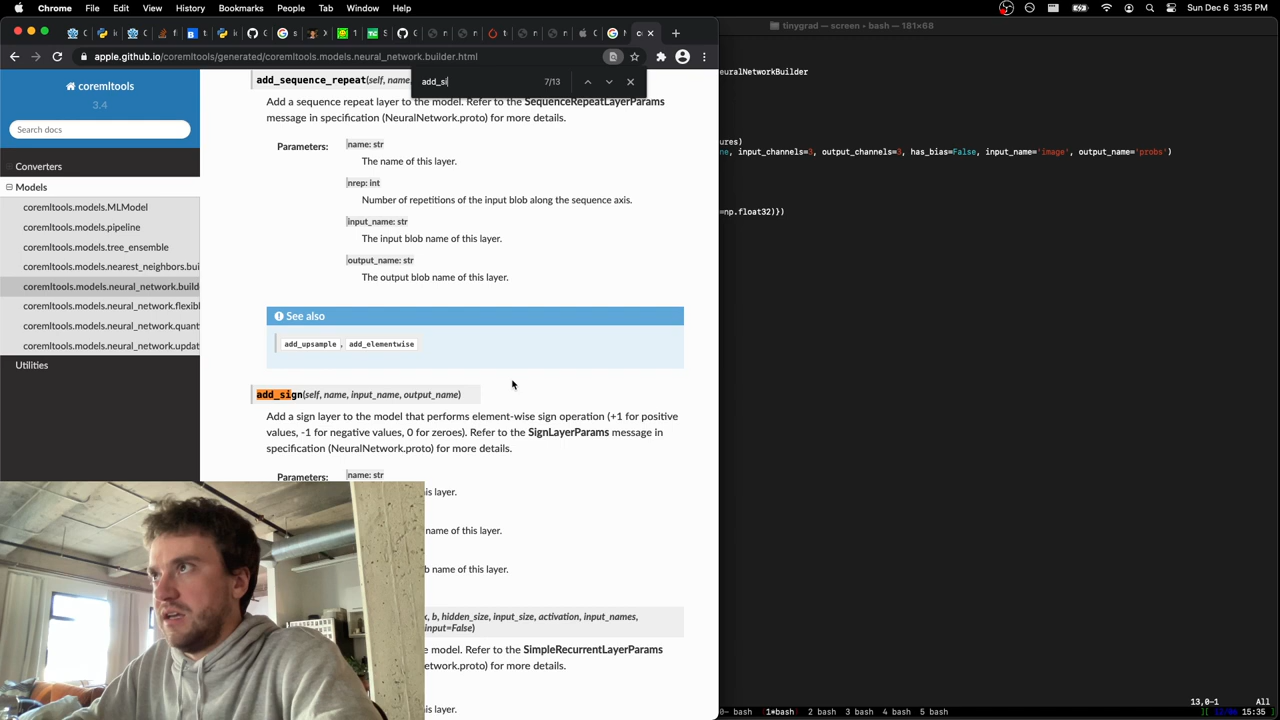 Chrome File Edit View History Bookmarks People Tab Window Help
Sun Dec 6 3:35 PM
tinygrad — screen • bash — 181×68
apple.github.io/coremltools/generated/coremltools.models.neural_network.builder.html
add_si 7/13
coremltools
3.4
Search docs
Converters
Models
coremltools.models.MLModel
coremltools.models.pipeline
coremltools.models.tree_ensemble
coremltools.models.nearest_neighbors.bui
coremltools.models.neural_network.build
coremltools.models.neural_network.flexibl
coremltools.models.neural_network.quant
coremltools.models.neural_network.updat
Utilities
add_sequence_repeat(self, name,
Add a sequence repeat layer to the model. Refer to the SequenceRepeatLayerParams
message in specification (NeuralNetwork.proto) for more details.
Parameters:
name: str
The name of this layer.
nrep: int
Number of repetitions of the input blob along the sequence axis.
input_name: str
The input blob name of this layer.
output_name: str
The output blob name of this layer.
See also
add_upsample, add_elementwise
add_sign(self, name, input_name, output_name)
Add a sign layer to the model that performs element-wise sign operation (+1 for positive
values, -1 for negative values, 0 for zeroes). Refer to the SignLayerParams message in
specification (NeuralNetwork.proto) for more details.
Parameters:
name: str
is layer.
name of this layer.
b name of this layer.
b, hidden_size, input_size, activation, input_names,
input=False)
e model. Refer to the SimpleRecurrentLayerParams
etwork.proto) for more details.
is layer.
euralNetworkBuilder
ures)
ne, input_channels=3, output_channels=3, has_bias=False, input_name='image', output_name='probs')
=np.float32)})
13,0-1 All
0- bash 1*bash 2 bash 3 bash 4 bash 5 bash
15:35